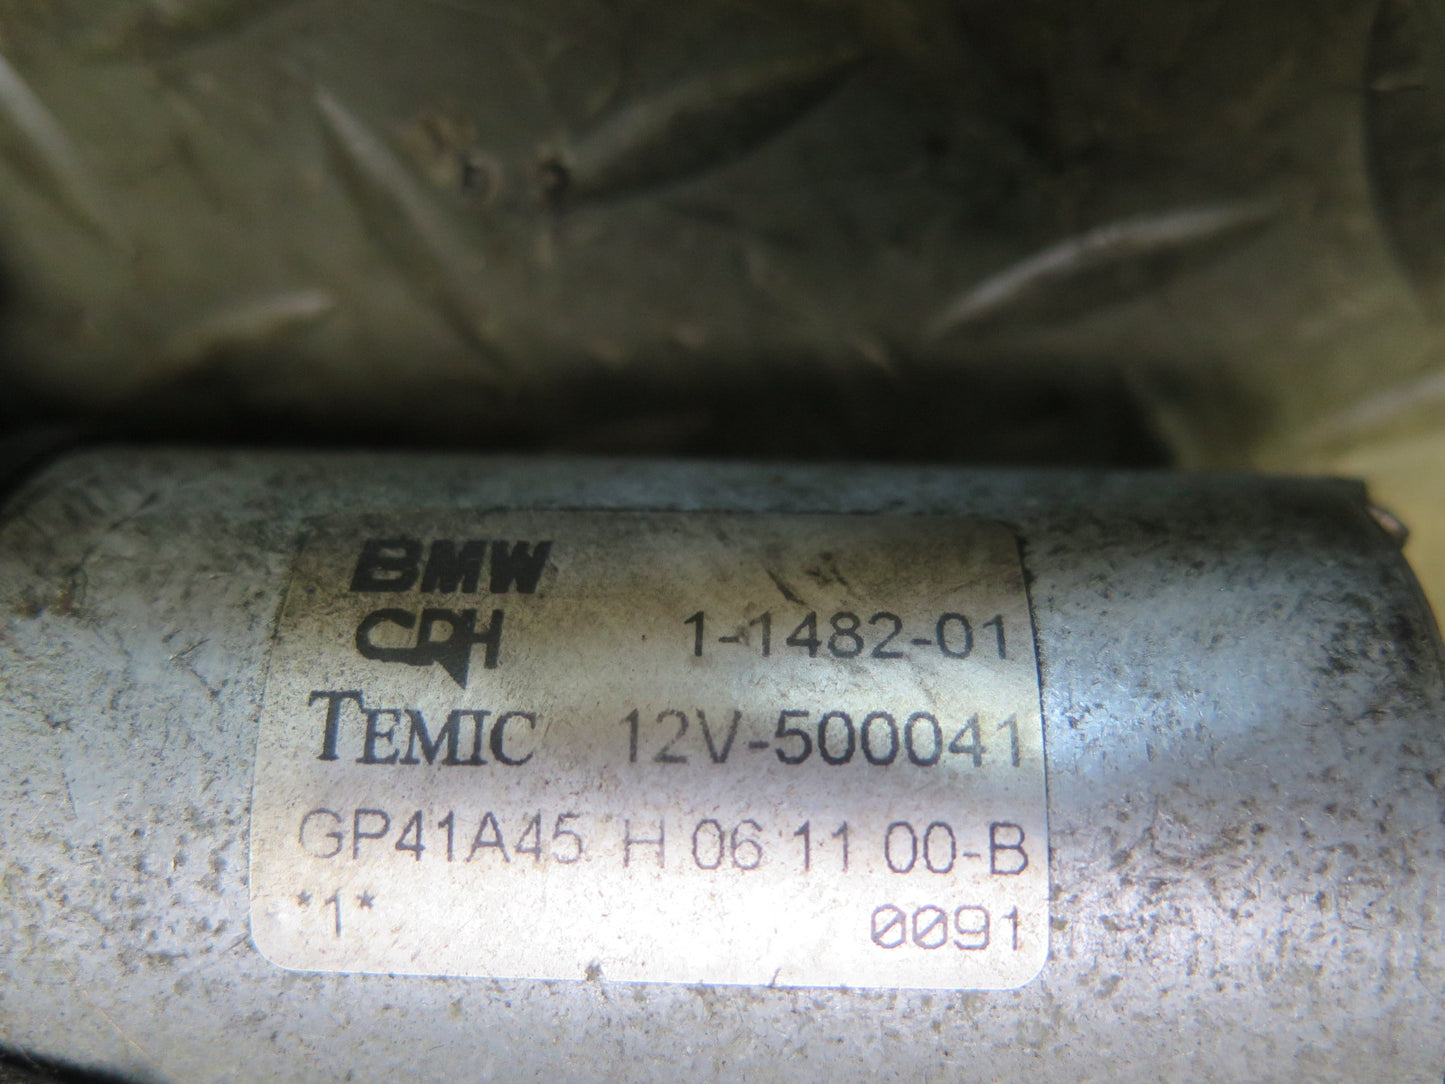 BMW
CPH 1-1482-01
TEMIC 12V-500041
GP41A45 H 06 11 00-B
*1* 0091